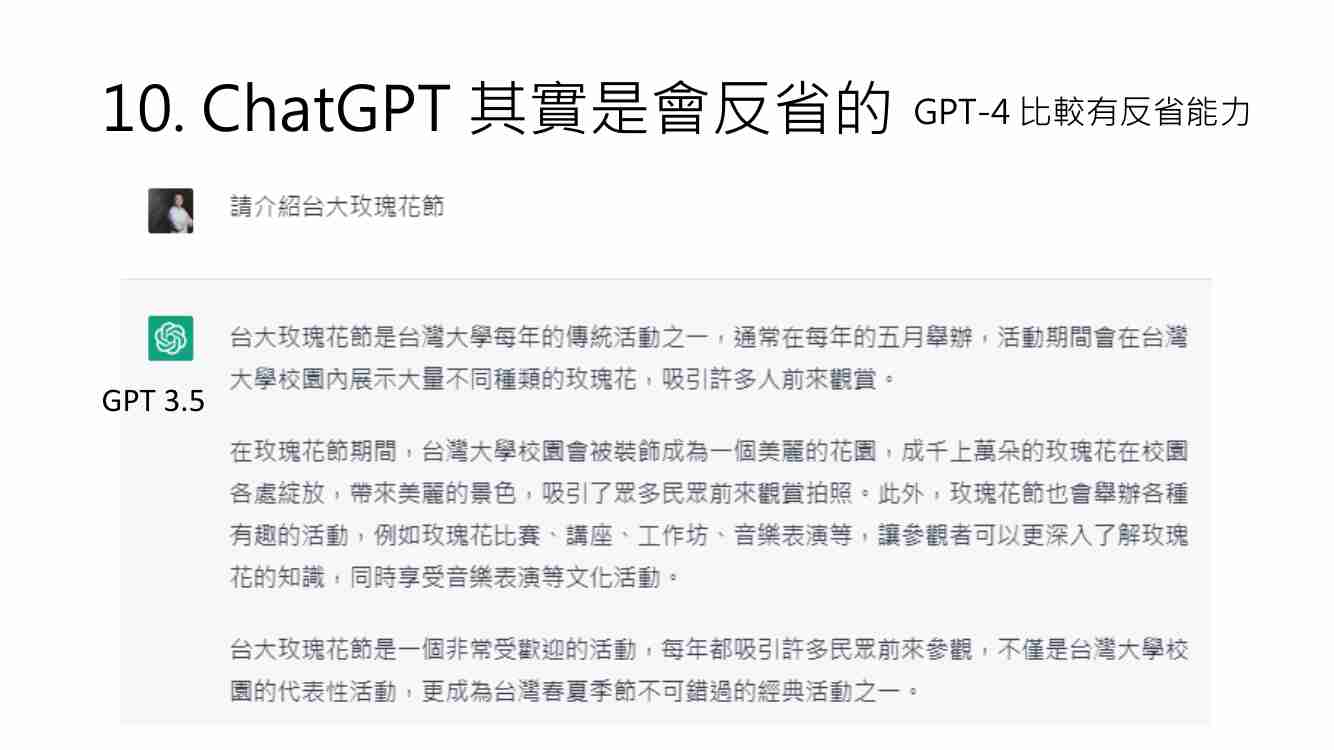 10. ChatGPT 其實是會反省的 GPT-4 比較有反省能力
請介紹台大玫瑰花節
台大玫瑰花節是台灣大學每年的傳統活動之一，通常在每年的五月舉辦，活動期間會在台灣
大學校園內展示大量不同種類的玫瑰花，吸引許多人前來觀賞。
GPT 3.5
在玫瑰花節期間，台灣大學校園會被裝飾成為一個美麗的花園，成千上萬朵的玫瑰花在校園
各處綻放，帶來美麗的景色，吸引了眾多民眾前來觀賞拍照。此外，玫瑰花節也會舉辦各種
有趣的活動，例如玫瑰花比賽、講座、工作坊、音樂表演等，讓參觀者可以更深入了解玫瑰
花的知識，同時享受音樂表演等文化活動。
台大玫瑰花節是一個非常受歡迎的活動，每年都吸引許多民眾前來參觀，不僅是台灣大學校
園的代表性活動，更成為台灣春夏季節不可錯過的經典活動之一。